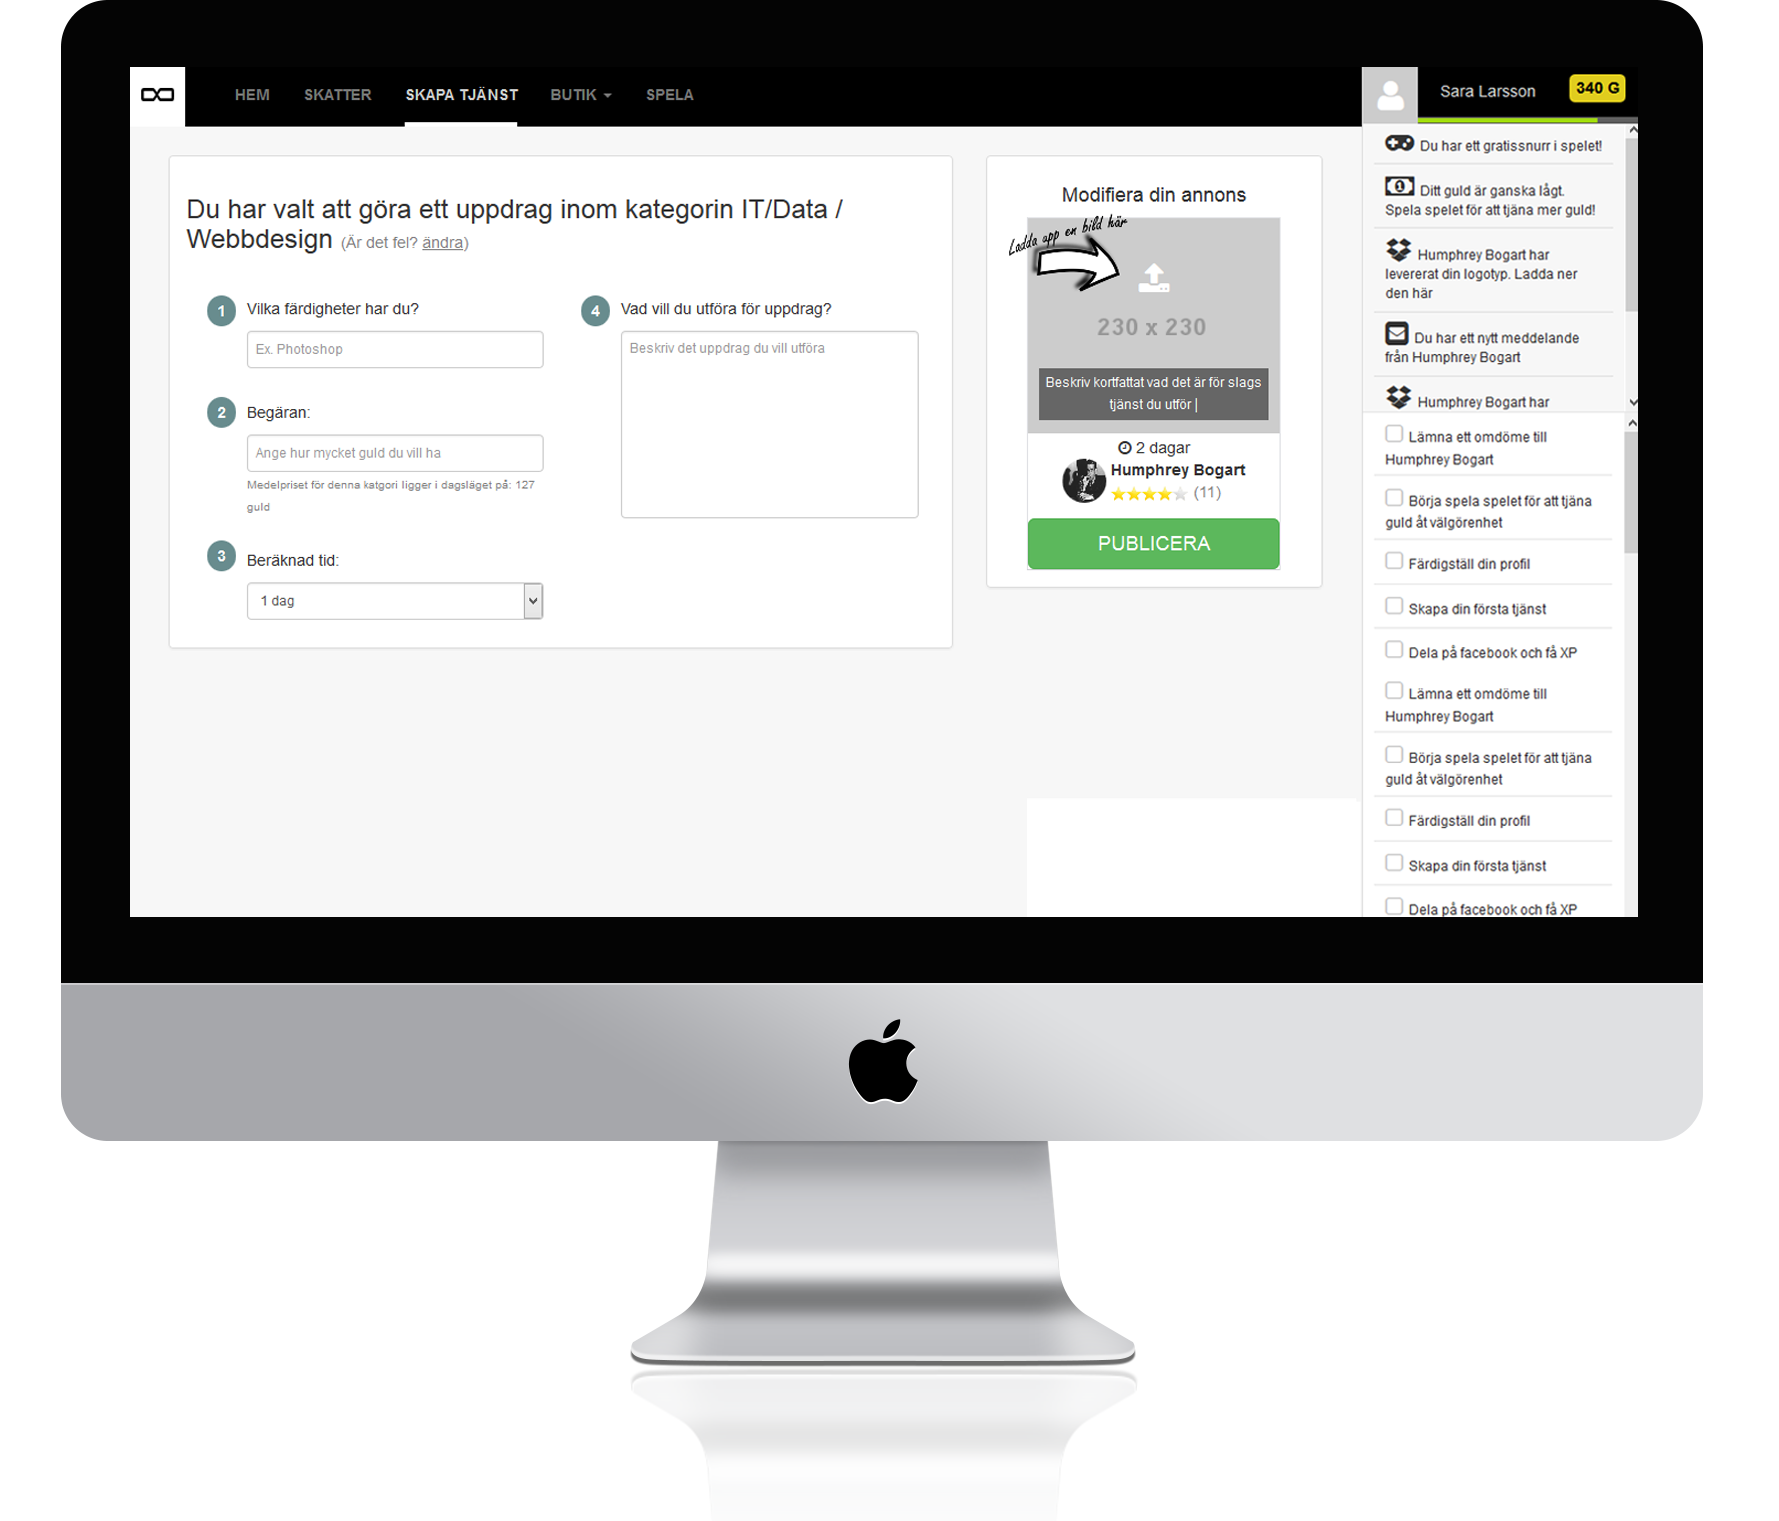 HEM SKATTER SKAPA TJÄNST BUTIK SPELA
Sara Larsson 340 G
Du har valt att göra ett uppdrag inom kategorin IT/Data /
Webbdesign (Är det fel? ändra)
1 Vilka färdigheter har du?
Ex. Photoshop
2 Begäran:
Ange hur mycket guld du vill ha
Medelpriset för denna katgori ligger i dagsläget på: 127
guld
3 Beräknad tid:
1 dag
4 Vad vill du utföra för uppdrag?
Beskriv det uppdrag du vill utföra
Modifiera din annons
Ladda upp en bild här
230 x 230
Beskriv kortfattat vad det är för slags
tjänst du utför |
2 dagar
Humphrey Bogart
(11)
PUBLICERA
Du har ett gratissnurr i spelet!
Ditt guld är ganska lågt.
Spela spelet för att tjäna mer guld!
Humphrey Bogart har
levererat din logotyp. Ladda ner
den här
Du har ett nytt meddelande
från Humphrey Bogart
Humphrey Bogart har
Lämna ett omdöme till
Humphrey Bogart
Börja spela spelet för att tjäna
guld åt välgörenhet
Färdigställ din profil
Skapa din första tjänst
Dela på facebook och få XP
Lämna ett omdöme till
Humphrey Bogart
Börja spela spelet för att tjäna
guld åt välgörenhet
Färdigställ din profil
Skapa din första tjänst
Dela på facebook och få XP